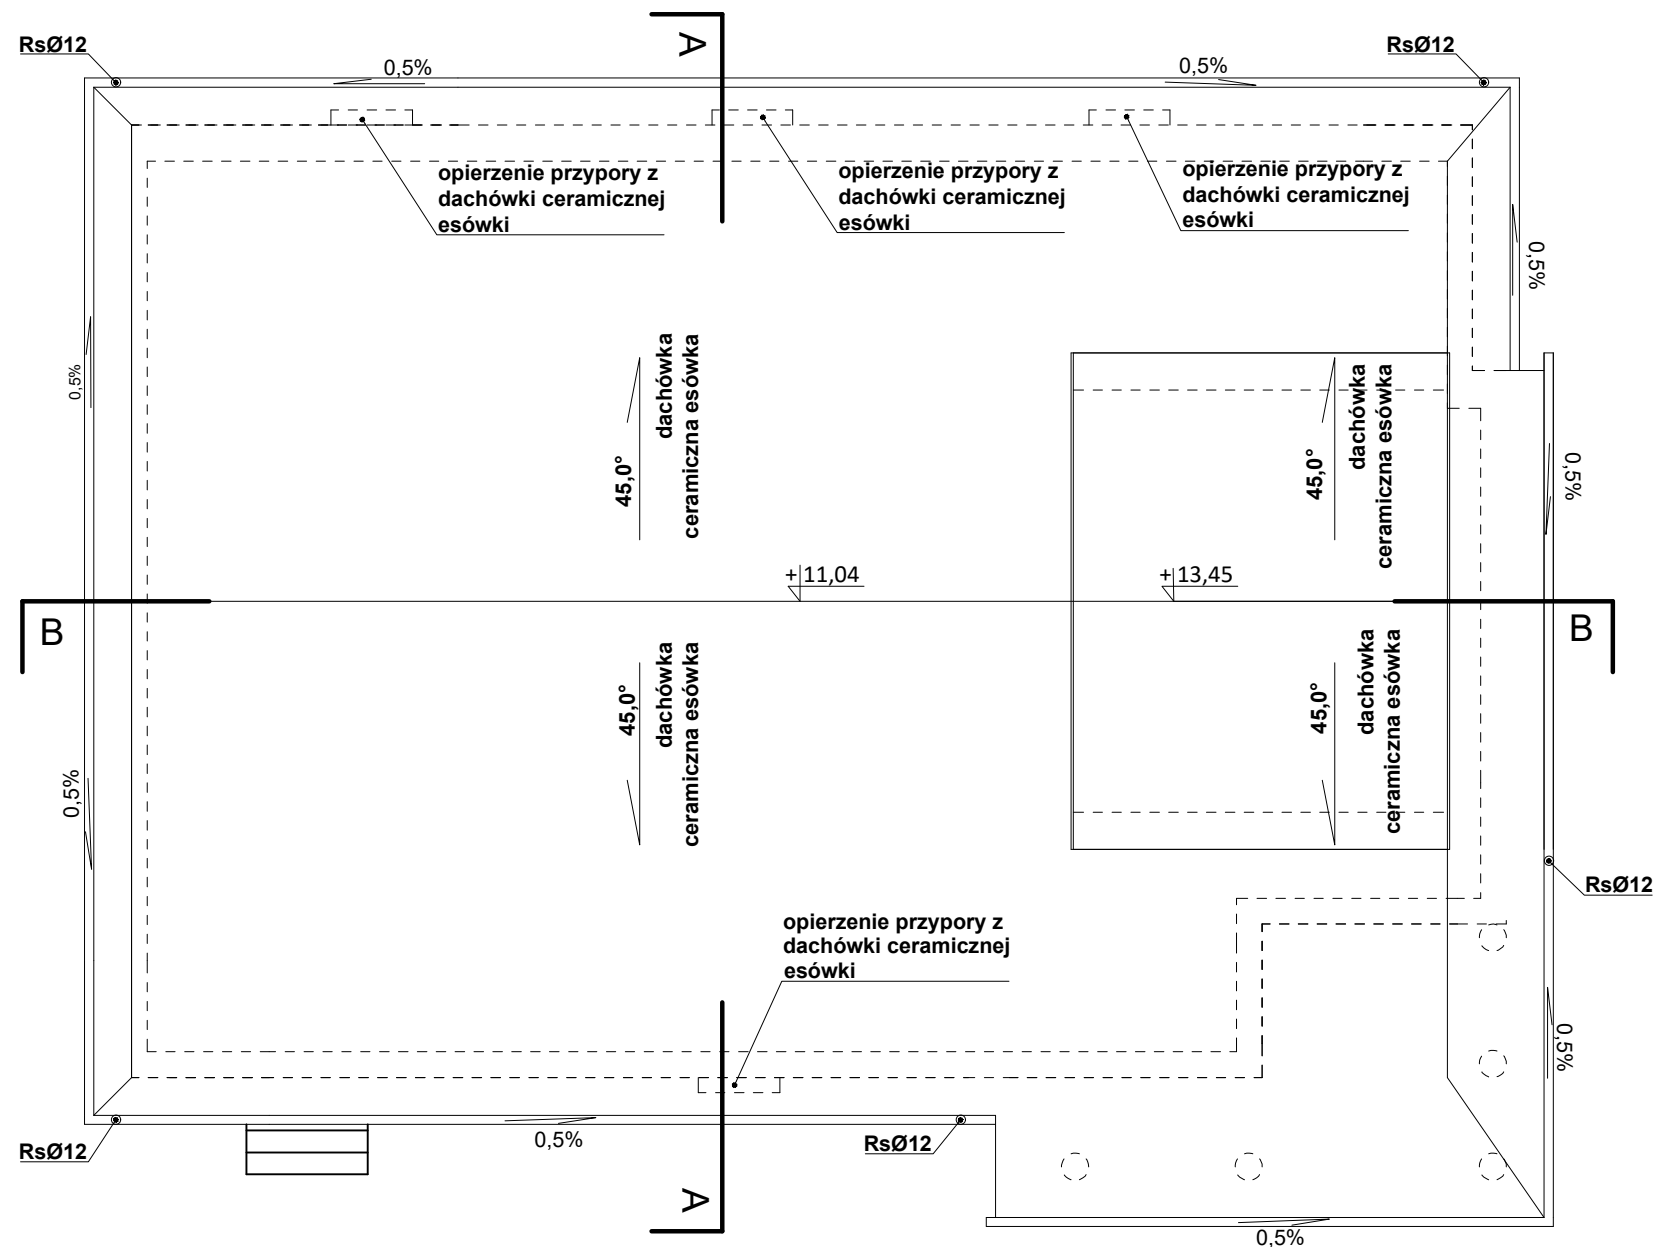 RsØ12
A
RsØ12
0,5%
0,5%
opierzenie przypory z
dachówki ceramicznej
esówki
opierzenie przypory z
dachówki ceramicznej
esówki
opierzenie przypory z
dachówki ceramicznej
esówki
0,5%
0,5%
45,0°
dachówka
ceramiczna esówka
45,0°
dachówka
ceramiczna esówka
0,5%
+11,04
+13,45
B
B
45,0°
dachówka
ceramiczna esówka
45,0°
dachówka
ceramiczna esówka
0,5%
RsØ12
opierzenie przypory z
dachówki ceramicznej
esówki
0,5%
RsØ12
0,5%
RsØ12
A
0,5%